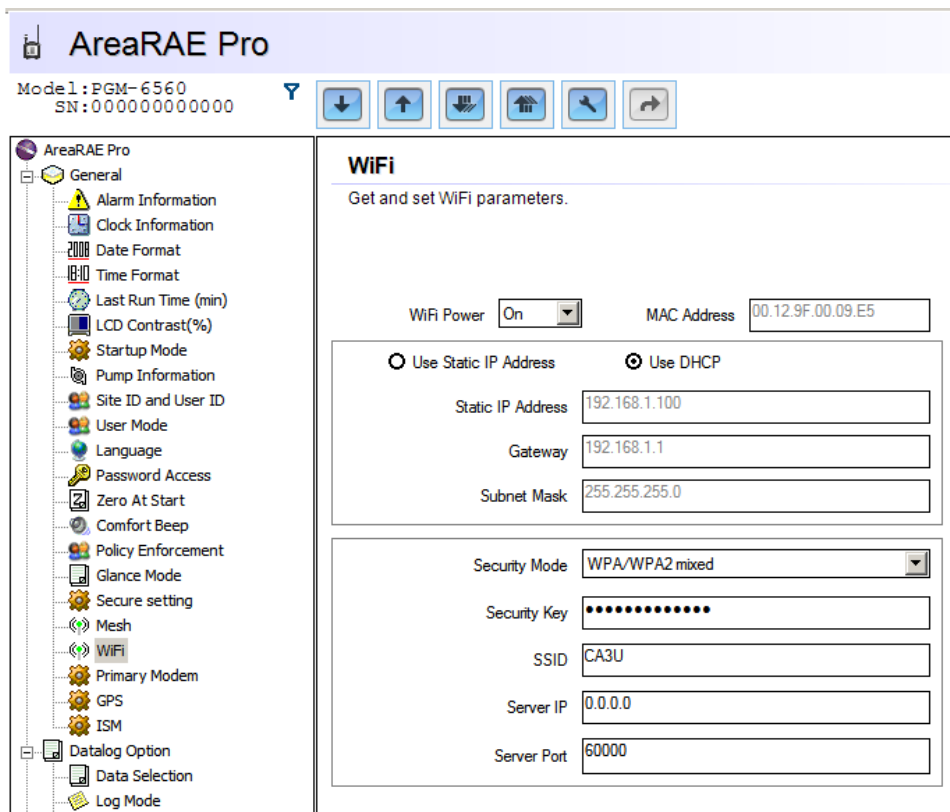 AreaRAE Pro
Model:PGM-6560
SN:000000000000
AreaRAE Pro
General
Alarm Information
Clock Information
2008 Date Format
18:10 Time Format
Last Run Time (min)
LCD Contrast(%)
Startup Mode
Pump Information
Site ID and User ID
User Mode
Language
Password Access
Z Zero At Start
Comfort Beep
Policy Enforcement
Glance Mode
Secure setting
Mesh
WiFi
Primary Modem
GPS
ISM
Datalog Option
Data Selection
Log Mode
WiFi
Get and set WiFi parameters.
WiFi Power On MAC Address 00.12.9F.00.09.E5
Use Static IP Address Use DHCP
Static IP Address 192.168.1.100
Gateway 192.168.1.1
Subnet Mask 255.255.255.0
Security Mode WPA/WPA2 mixed
Security Key •••••••••••••
SSID CA3U
Server IP 0.0.0.0
Server Port 60000